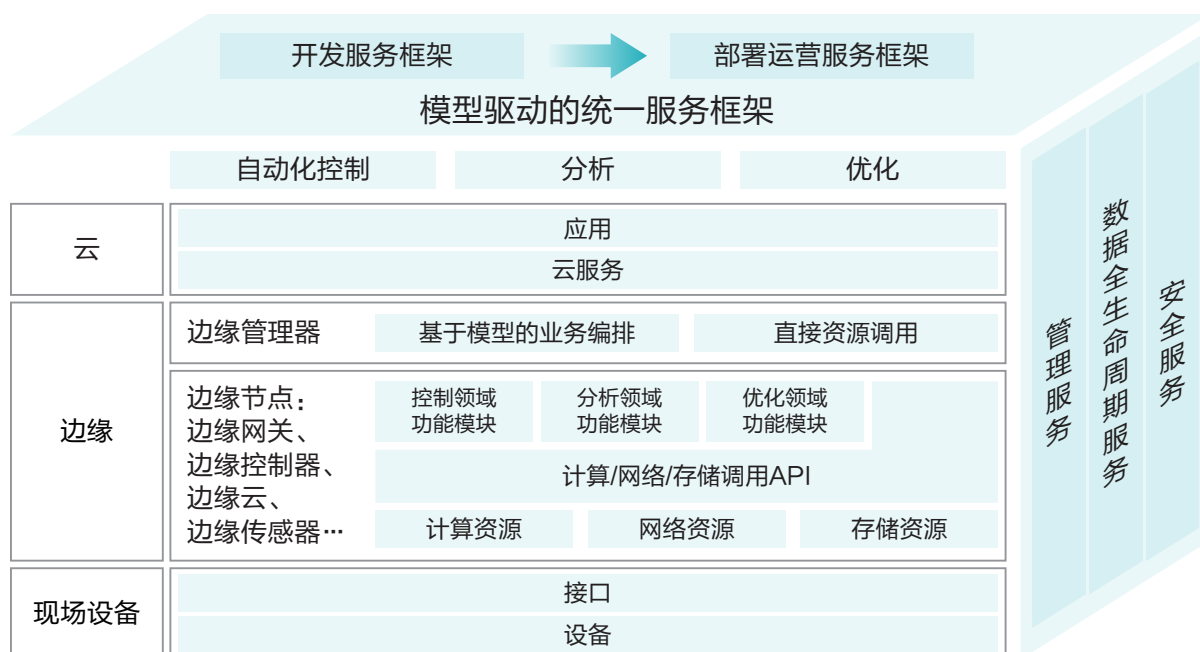 开发服务框架
部署运营服务框架
模型驱动的统一服务框架
自动化控制
分析
优化
云
应用
云服务
边缘
边缘管理器
基于模型的业务编排
直接资源调用
边缘节点:
边缘网关、
边缘控制器、
边缘云、
边缘传感器…
控制领域
功能模块
分析领域
功能模块
优化领域
功能模块
计算/网络/存储调用API
计算资源
网络资源
存储资源
现场设备
接口
设备
管理服务
数据全生命周期服务
安全服务